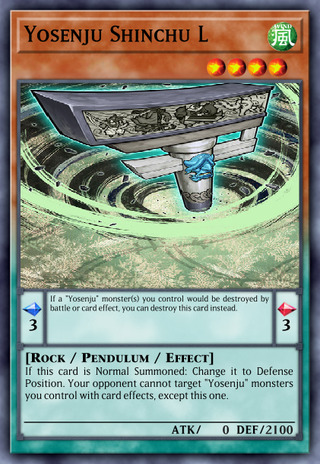 Yosenju Shinchu L
WIND
風
If a "Yosenju" monster(s) you control would be destroyed by
battle or card effect, you can destroy this card instead.
3
3
[Rock / Pendulum / Effect]
If this card is Normal Summoned: Change it to Defense
Position. Your opponent cannot target "Yosenju" monsters
you control with card effects, except this one.
ATK/ 0 DEF/2100